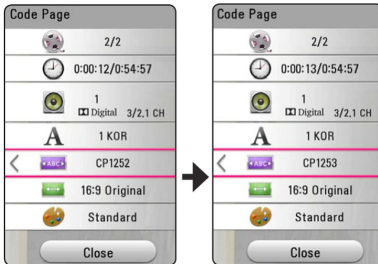 Code Page
2/2
0:00:12/0:54:57
1
Digital 3/2.1 CH
A 1 KOR
ABC CP1252
16:9 Original
Standard
Close
Code Page
2/2
0:00:13/0:54:57
1
Digital 3/2.1 CH
A 1 KOR
ABC CP1253
16:9 Original
Standard
Close